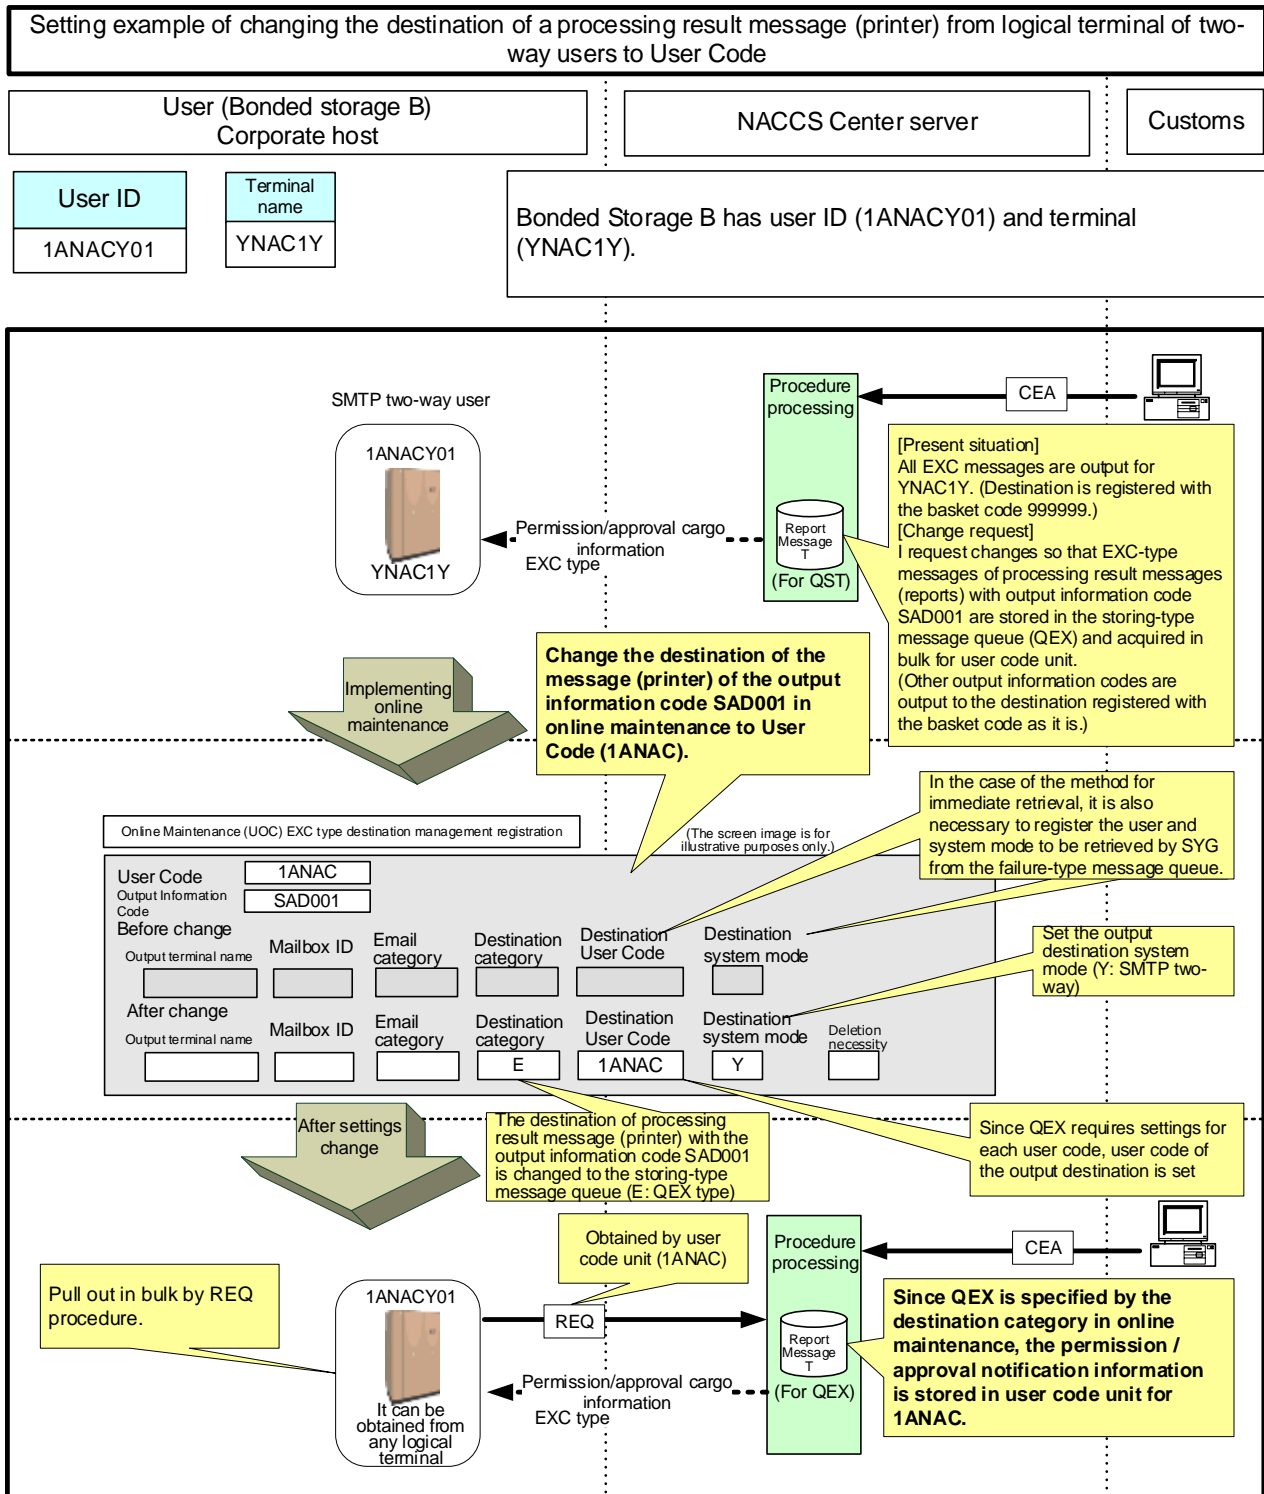 Setting example of changing the destination of a processing result message (printer) from logical terminal of two-
way users to User Code
User (Bonded storage B)
Corporate host
NACCS Center server
Customs
User ID
1ANACY01
Terminal
name
YNAC1Y
Bonded Storage B has user ID (1ANACY01) and terminal
(YNAC1Y).
SMTP two-way user
1ANACY01
YNAC1Y
Procedure
processing
CEA
Report
Message
T
(For QST)
Permission/approval cargo
information
EXC type
[Present situation]
All EXC messages are output for
YNAC1Y. (Destination is registered with
the basket code 999999.)
[Change request]
I request changes so that EXC-type
messages of processing result messages
(reports) with output information code
SAD001 are stored in the storing-type
message queue (QEX) and acquired in
bulk for user code unit.
(Other output information codes are
output to the destination registered with
the basket code as it is.)
Implementing
online
maintenance
Change the destination of the
message (printer) of the output
information code SAD001 in
online maintenance to User
Code (1ANAC).
In the case of the method for
immediate retrieval, it is also
necessary to register the user and
system mode to be retrieved by SYG
from the failure-type message queue.
Online Maintenance (UOC) EXC type destination management registration
(The screen image is for
illustrative purposes only.)
User Code
1ANAC
Output Information
Code
SAD001
Before change
Output terminal name
Mailbox ID
Email
category
Destination
category
Destination
User Code
Destination
system mode
Set the output
destination system
mode (Y: SMTP two-
way)
After change
Output terminal name
Mailbox ID
Email
category
Destination
category
Destination
User Code
Destination
system mode
Deletion
necessity
E
1ANAC
Y
After settings
change
The destination of processing
result message (printer) with the
output information code SAD001
is changed to the storing-type
message queue (E: QEX type)
Since QEX requires settings for
each user code, user code of
the output destination is set
Obtained by user
code unit (1ANAC)
Procedure
processing
CEA
Pull out in bulk by REQ
procedure.
1ANACY01
REQ
It can be
obtained from
any logical
terminal
Report
Message
T
(For QEX)
Permission/approval cargo
information
EXC type
Since QEX is specified by the
destination category in online
maintenance, the permission /
approval notification information
is stored in user code unit for
1ANAC.